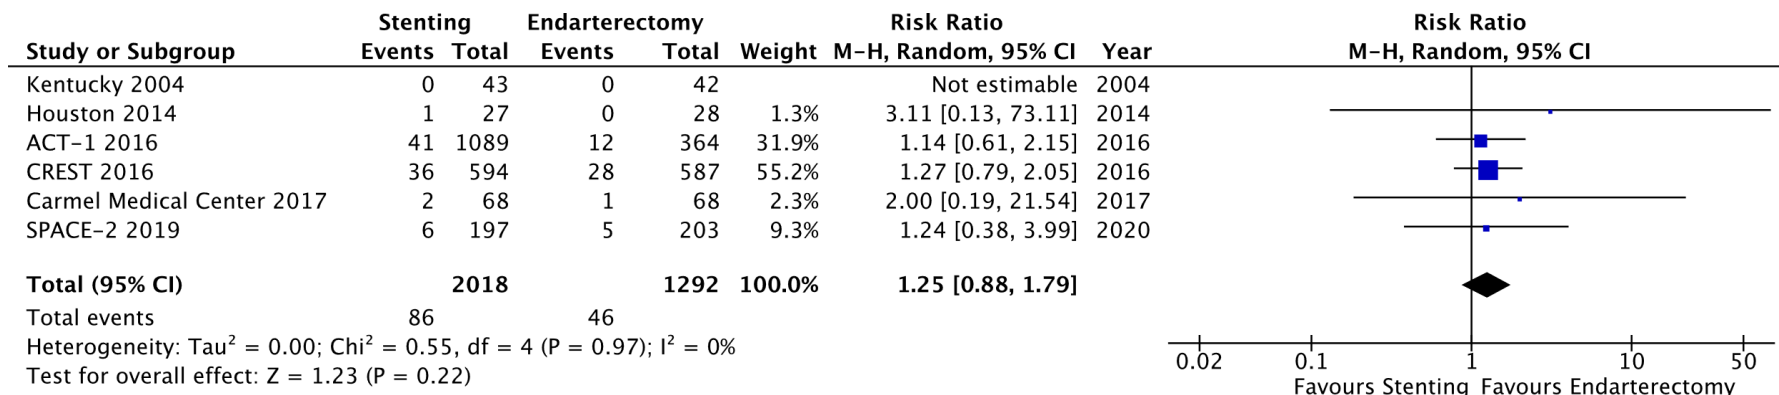 Stenting Endarterectomy Risk Ratio Risk Ratio
Study or Subgroup Events Total Events Total Weight M-H, Random, 95% CI Year M-H, Random, 95% CI
Kentucky 2004 0 43 0 42 Not estimable 2004
Houston 2014 1 27 0 28 1.3% 3.11 [0.13, 73.11] 2014
ACT-1 2016 41 1089 12 364 31.9% 1.14 [0.61, 2.15] 2016
CREST 2016 36 594 28 587 55.2% 1.27 [0.79, 2.05] 2016
Carmel Medical Center 2017 2 68 1 68 2.3% 2.00 [0.19, 21.54] 2017
SPACE-2 2019 6 197 5 203 9.3% 1.24 [0.38, 3.99] 2020
Total (95% CI) 2018 1292 100.0% 1.25 [0.88, 1.79]
Total events 86 46
Heterogeneity: Tau² = 0.00; Chi² = 0.55, df = 4 (P = 0.97); I² = 0%
Test for overall effect: Z = 1.23 (P = 0.22)
0.02 0.1 1 10 50
Favours Stenting Favours Endarterectomy